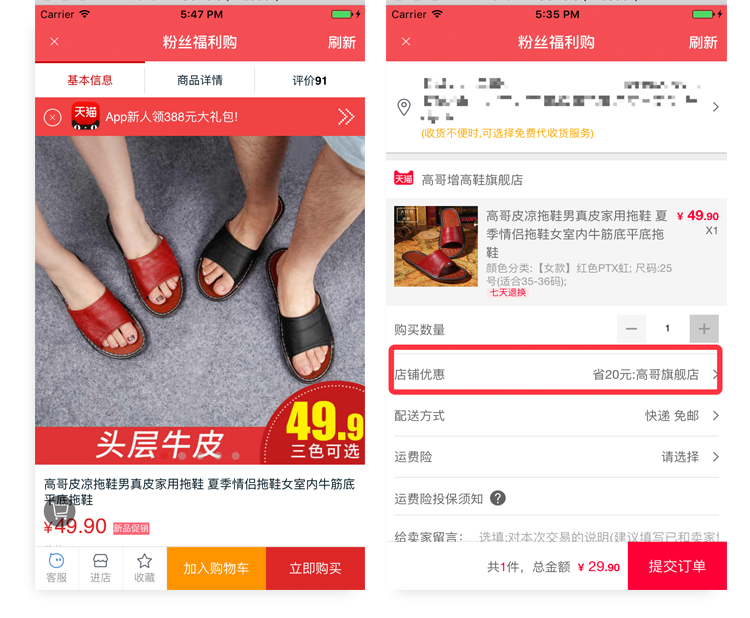 Carrier 5:47 PM
粉丝福利购 刷新
基本信息 商品详情 评价91
天猫 App新人领388元大礼包!
49.9
头层牛皮 三色可选
高哥皮凉拖鞋男真皮家用拖鞋 夏季情侣拖鞋女室内牛筋底
平底拖鞋
¥49.90 新品促销
客服 进店 收藏 加入购物车 立即购买
Carrier 5:35 PM
粉丝福利购 刷新
(收货不便时,可选择免费代收货服务)
天猫 高哥增高鞋旗舰店
高哥皮凉拖鞋男真皮家用拖鞋 夏 ¥ 49.90
季情侣拖鞋女室内牛筋底平底拖 X1
鞋
颜色分类:【女款】红色PTX虹; 尺码:25
号(适合35-36码);
七天退换
购买数量 1
店铺优惠 省20元:高哥旗舰店
配送方式 快递 免邮
运费险 请选择
运费险投保须知 ?
给卖家留言: 选填:对本次交易的说明(建议填写已和卖家
共1件, 总金额 ¥ 29.90 提交订单